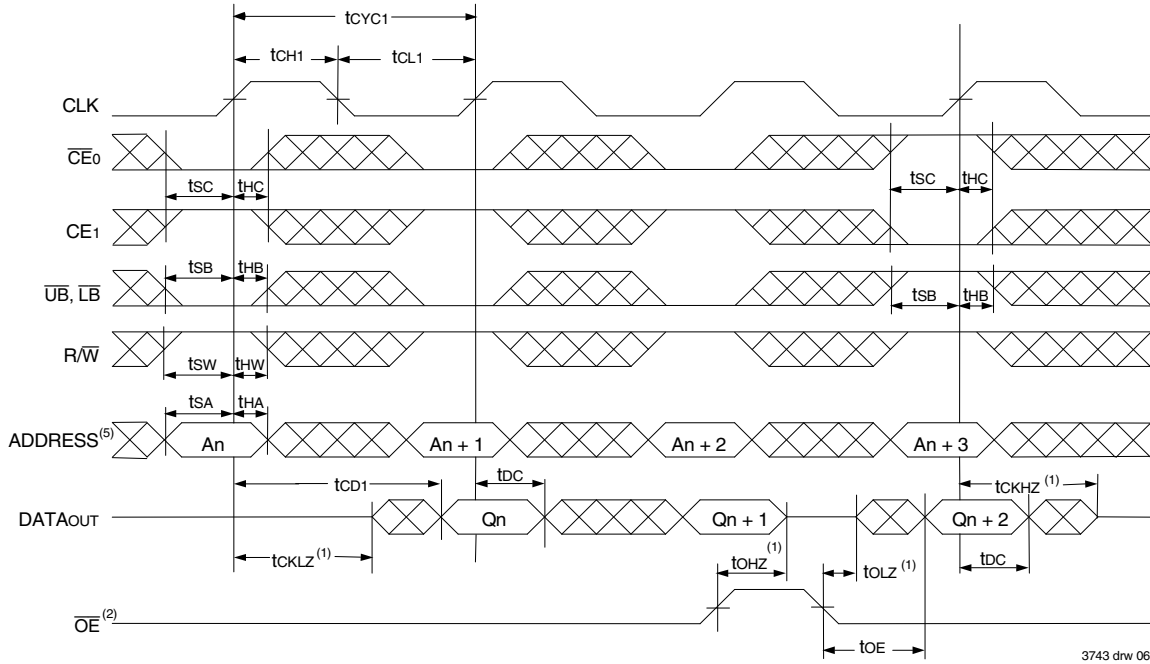 tCYC1
tCH1 tCL1
CLK
CE0
tSC tHC tSC tHC
CE1
tSB tHB
UB, LB
tSB tHB
R/W
tSW tHW
tSA tHA
ADDRESS(5) An An + 1 An + 2 An + 3
tCD1 tDC tCKHZ (1)
DATAOUT Qn Qn + 1 Qn + 2
tCKLZ (1) tOHZ (1) tOLZ (1) tDC
OE(2)
tOE
3743 drw 06